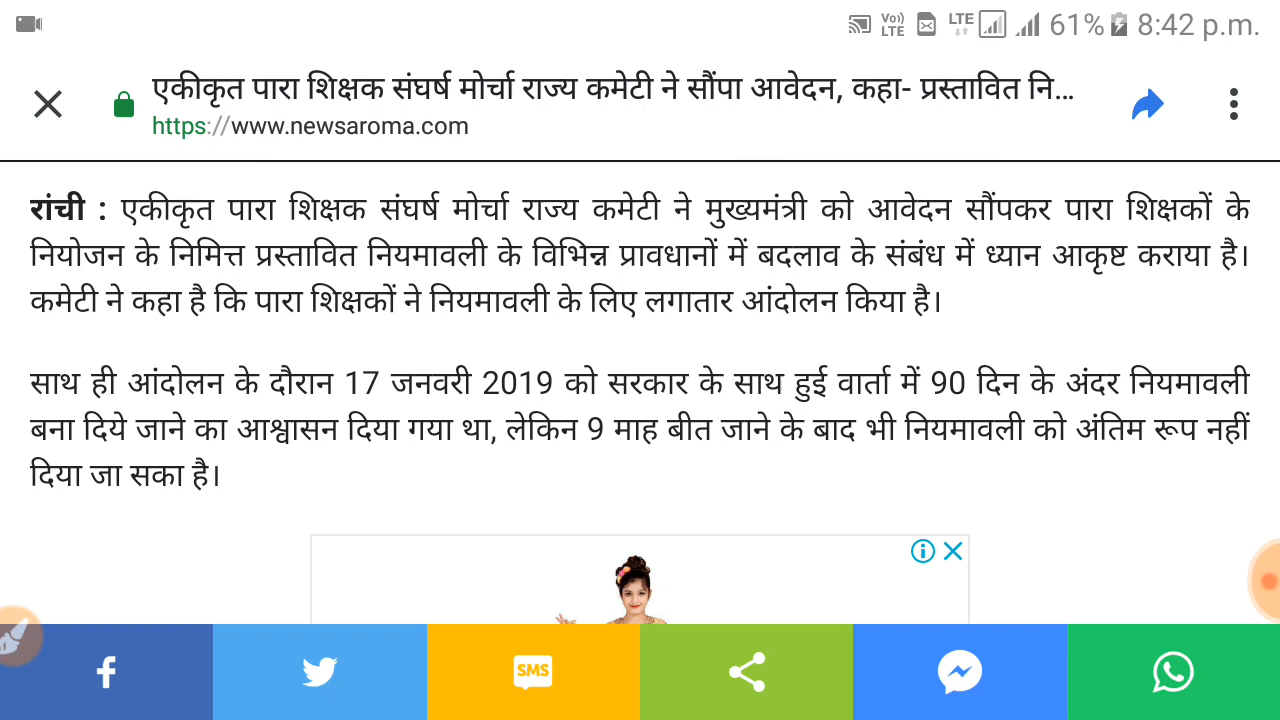 Vo)) LTE LTE 61% 8:42 p.m.
एकीकृत पारा शिक्षक संघर्ष मोर्चा राज्य कमेटी ने सौंपा आवेदन, कहा- प्रस्तावित नि...
https://www.newsaroma.com
रांची : एकीकृत पारा शिक्षक संघर्ष मोर्चा राज्य कमेटी ने मुख्यमंत्री को आवेदन सौंपकर पारा शिक्षकों के
नियोजन के निमित्त प्रस्तावित नियमावली के विभिन्न प्रावधानों में बदलाव के संबंध में ध्यान आकृष्ट कराया है।
कमेटी ने कहा है कि पारा शिक्षकों ने नियमावली के लिए लगातार आंदोलन किया है।
साथ ही आंदोलन के दौरान 17 जनवरी 2019 को सरकार के साथ हुई वार्ता में 90 दिन के अंदर नियमावली
बना दिये जाने का आश्वासन दिया गया था, लेकिन 9 माह बीत जाने के बाद भी नियमावली को अंतिम रूप नहीं
दिया जा सका है।
SMS